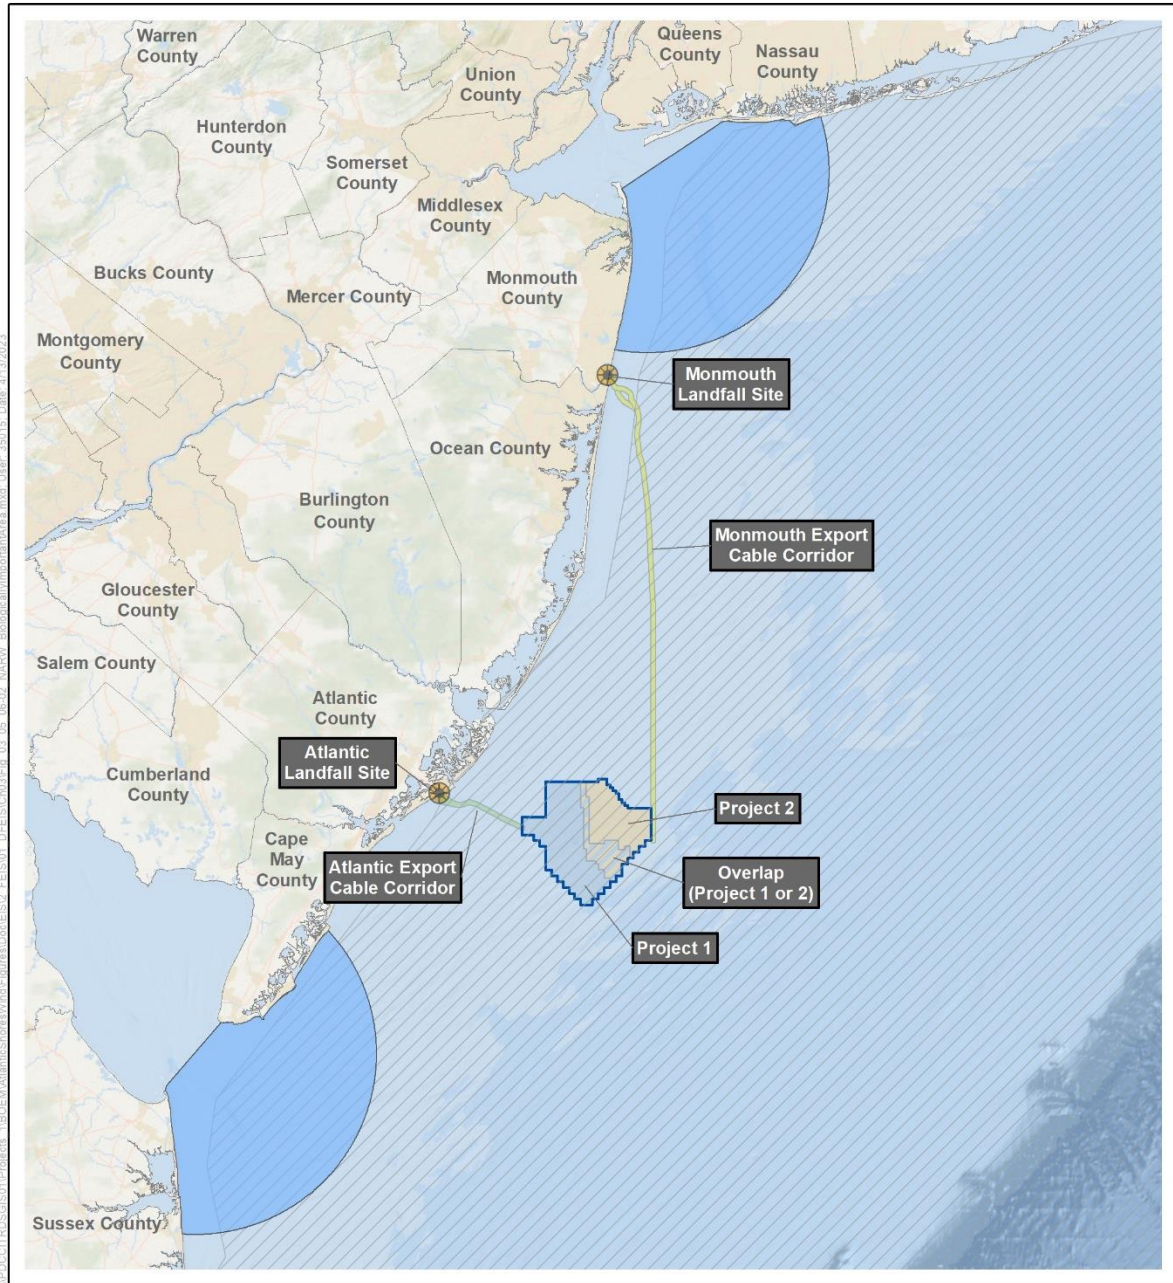 Warren
County
Queens
County
Nassau
County
Union
County
Hunterdon
County
Somerset
County
Middlesex
County
Bucks County
Mercer County
Monmouth
County
Montgomery
County
Monmouth
Landfall Site
Ocean County
Burlington
County
Monmouth Export
Cable Corridor
Gloucester
County
Salem County
Atlantic
County
Atlantic
Landfall Site
Cumberland
County
Project 2
Cape
May
County
Atlantic Export
Cable Corridor
Overlap
(Project 1 or 2)
Project 1
Sussex County